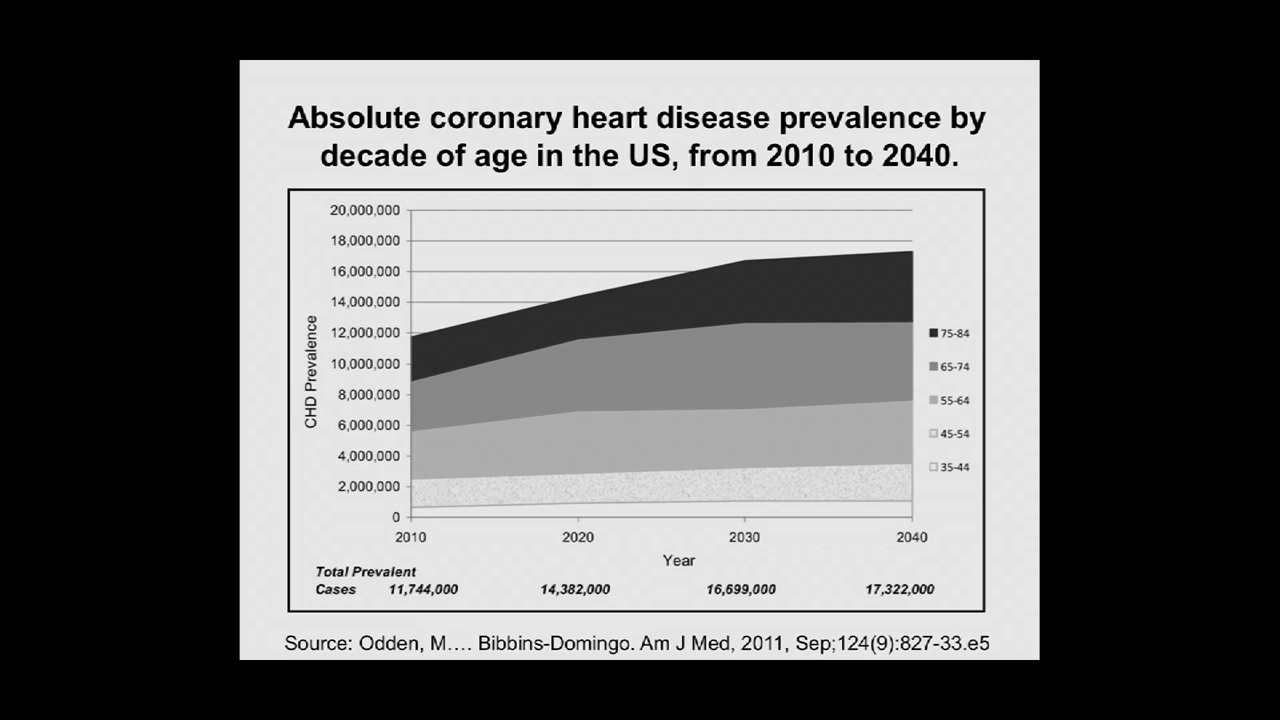 Absolute coronary heart disease prevalence by
decade of age in the US, from 2010 to 2040.
20,000,000
18,000,000
16,000,000
14,000,000
12,000,000
10,000,000
8,000,000
6,000,000
4,000,000
2,000,000
0
CHD Prevalence
75-84
65-74
55-64
45-54
35-44
2010 2020 2030 2040
Year
Total Prevalent
Cases 11,744,000 14,382,000 16,699,000 17,322,000
Source: Odden, M.... Bibbins-Domingo. Am J Med, 2011, Sep;124(9):827-33.e5